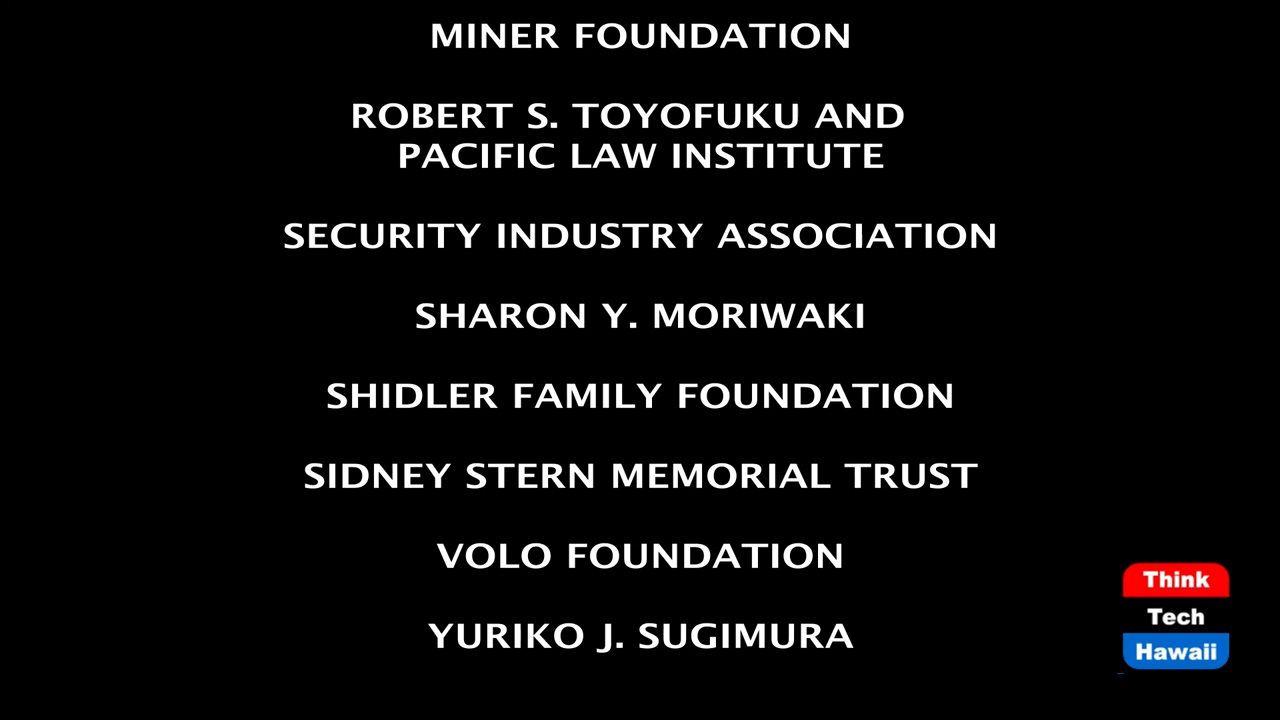 MINER FOUNDATION
ROBERT S. TOYOFUKU AND
PACIFIC LAW INSTITUTE
SECURITY INDUSTRY ASSOCIATION
SHARON Y. MORIWAKI
SHIDLER FAMILY FOUNDATION
SIDNEY STERN MEMORIAL TRUST
VOLO FOUNDATION
YURIKO J. SUGIMURA
Think
Tech
Hawaii